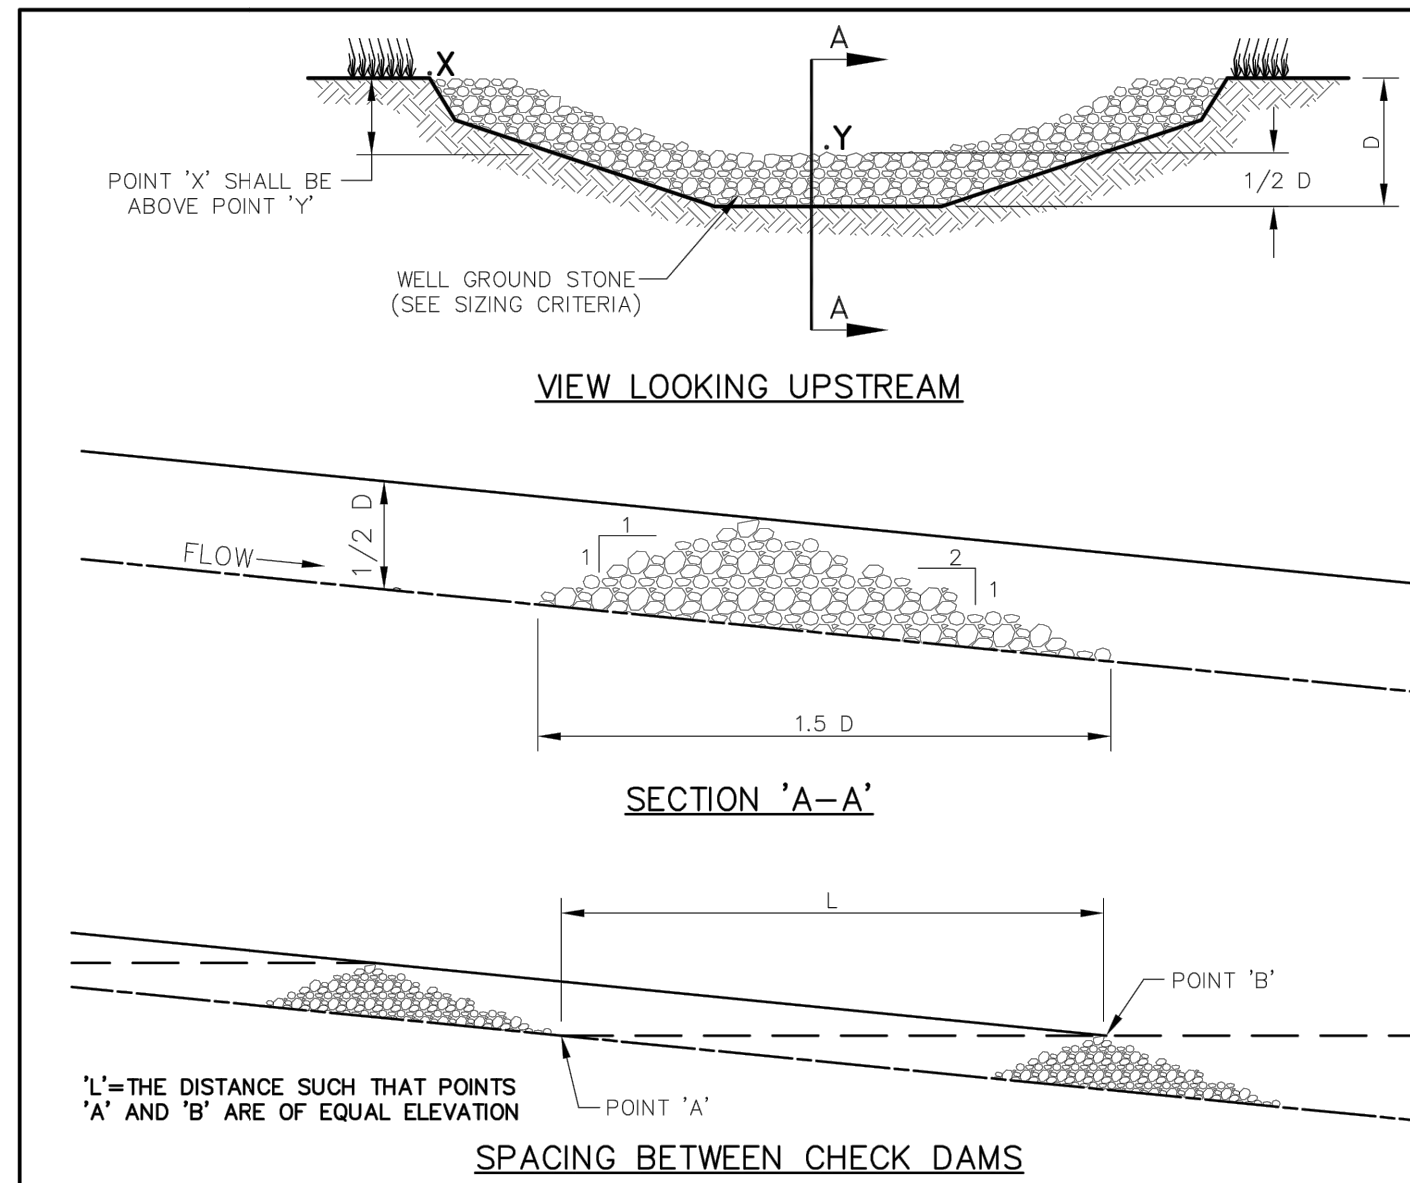 A
.X
.Y
D
1/2 D
POINT 'X' SHALL BE
ABOVE POINT 'Y'
WELL GROUND STONE
(SEE SIZING CRITERIA)
A
VIEW LOOKING UPSTREAM
1/2 D
FLOW
1
1
2
1
1.5 D
SECTION 'A-A'
L
POINT 'B'
'L'=THE DISTANCE SUCH THAT POINTS
'A' AND 'B' ARE OF EQUAL ELEVATION
POINT 'A'
SPACING BETWEEN CHECK DAMS